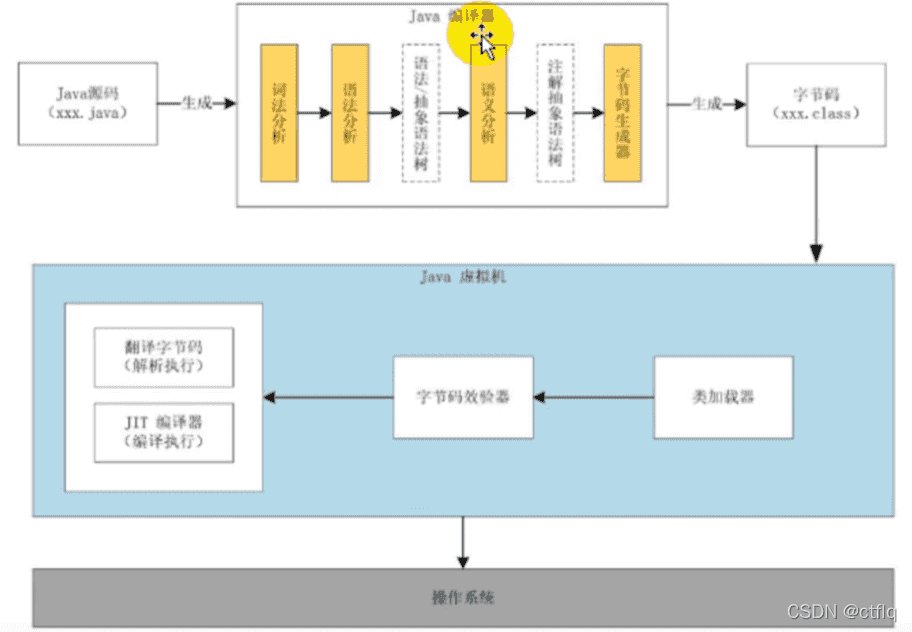 Java 编译器
Java源码
（xxx.java）
生成
词法分析
语法分析
语法/抽象语法树
语义分析
注解抽象语法树
字节码生成器
生成
字节码
（xxx.class）
Java 虚拟机
翻译字节码
（解析执行）
JIT 编译器
（编译执行）
字节码效验器
类加载器
操作系统
CSDN @ctflq